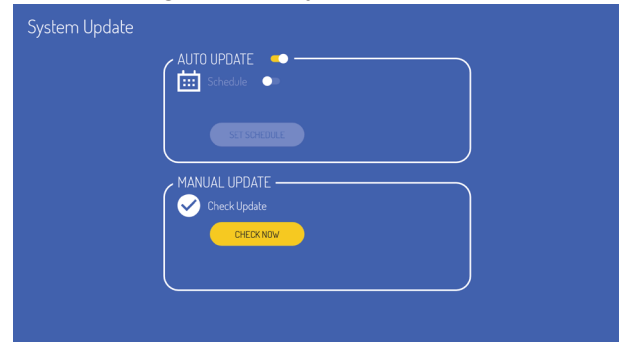 System Update
AUTO UPDATE
Schedule
SET SCHEDULE
MANUAL UPDATE
Check Update
CHECK NOW